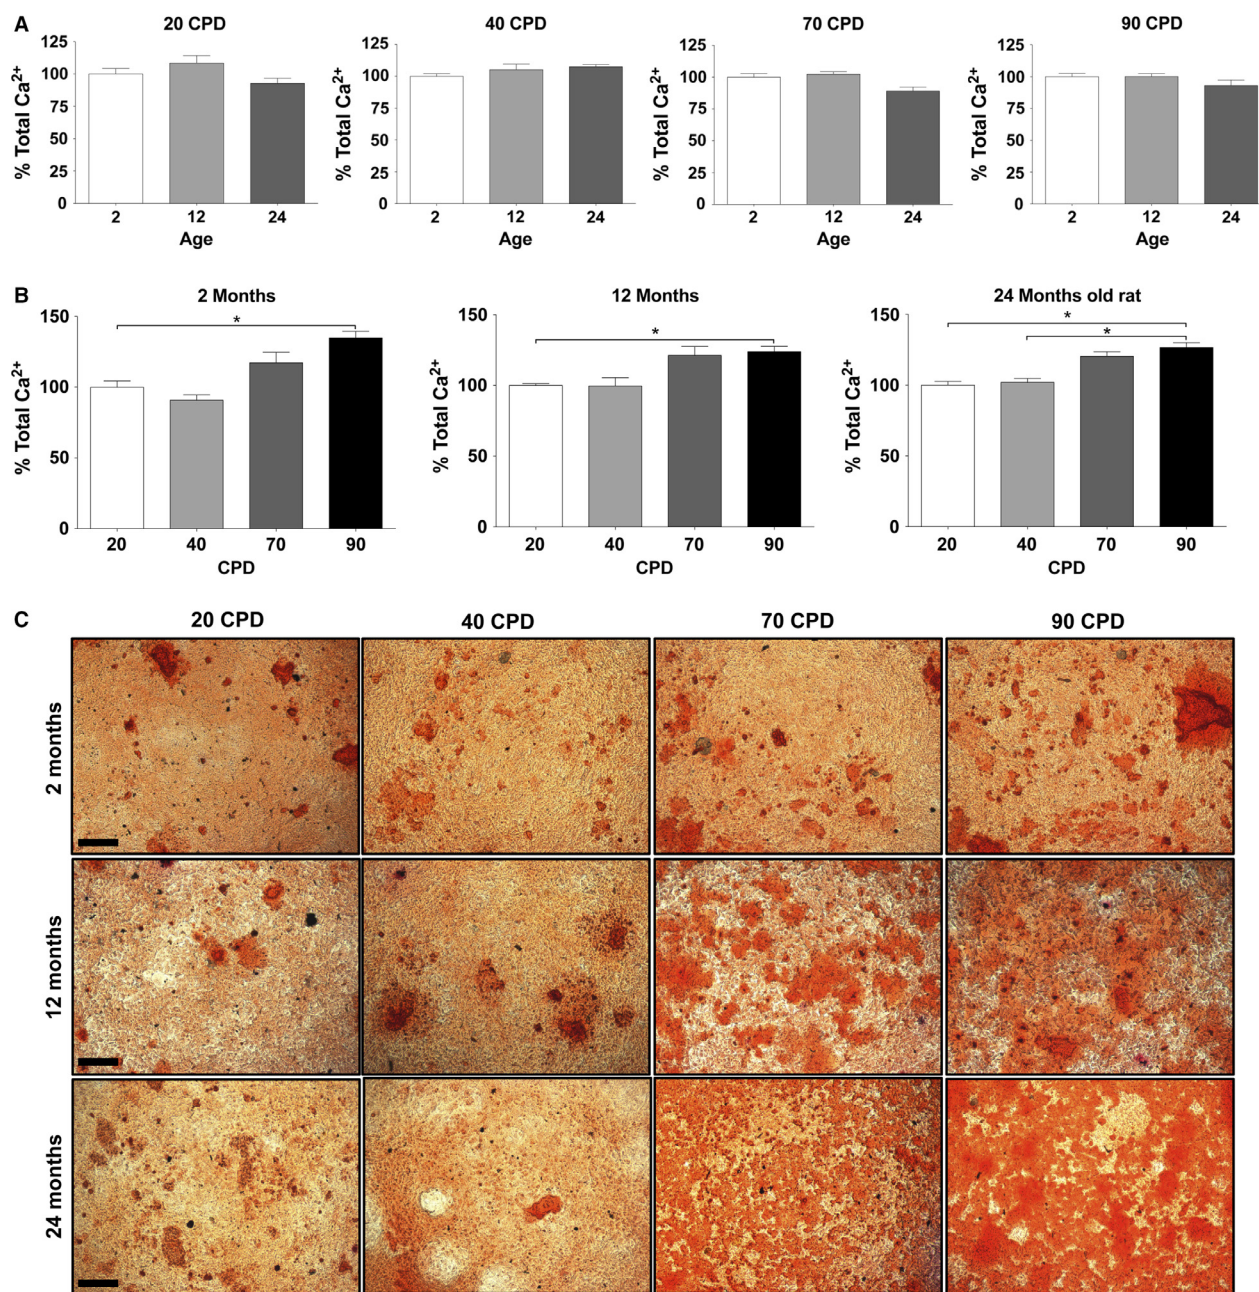 A
20 CPD
40 CPD
70 CPD
90 CPD
% Total Ca²⁺
125
100
75
50
25
0
2 12 24
Age
% Total Ca²⁺
125
100
75
50
25
0
2 12 24
Age
% Total Ca²⁺
125
100
75
50
25
0
2 12 24
Age
% Total Ca²⁺
125
100
75
50
25
0
2 12 24
Age
B
2 Months
12 Months
24 Months old rat
% Total Ca²⁺
150
100
50
0
*
20 40 70 90
CPD
% Total Ca²⁺
150
100
50
0
*
20 40 70 90
CPD
% Total Ca²⁺
150
100
50
0
*
*
20 40 70 90
CPD
C
20 CPD
40 CPD
70 CPD
90 CPD
2 months
12 months
24 months